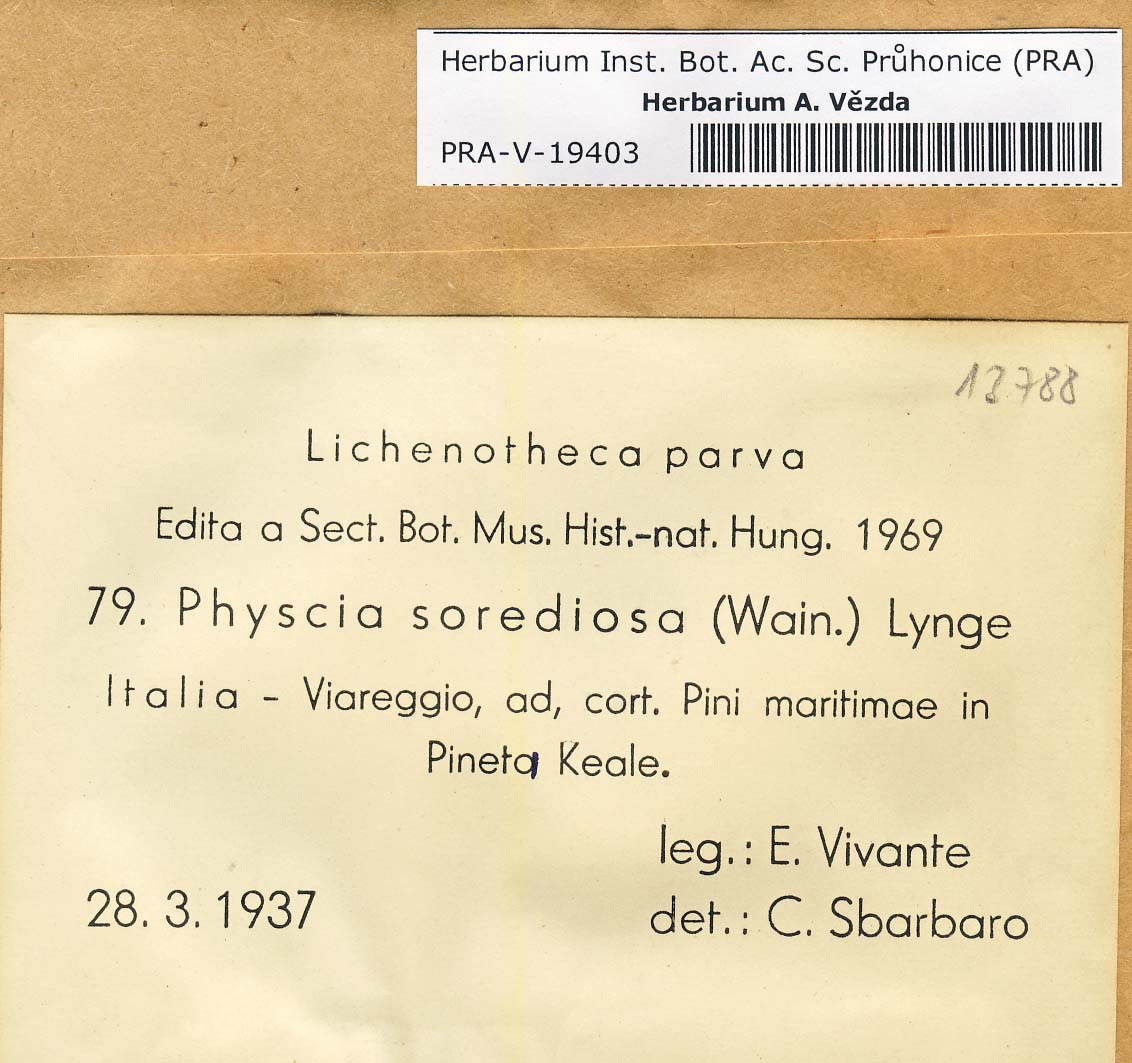 Herbarium Inst. Bot. Ac. Sc. Průhonice (PRA)
Herbarium A. Vězda
PRA-V-19403
13788
Lichenotheca parva
Edita a Sect. Bot. Mus. Hist.-nat. Hung. 1969
79. Physcia sorediosa (Wain.) Lynge
Italia - Viareggio, ad, cort. Pini maritimae in
Pineta Keale.
leg.: E. Vivante
28. 3. 1937
det.: C. Sbarbaro